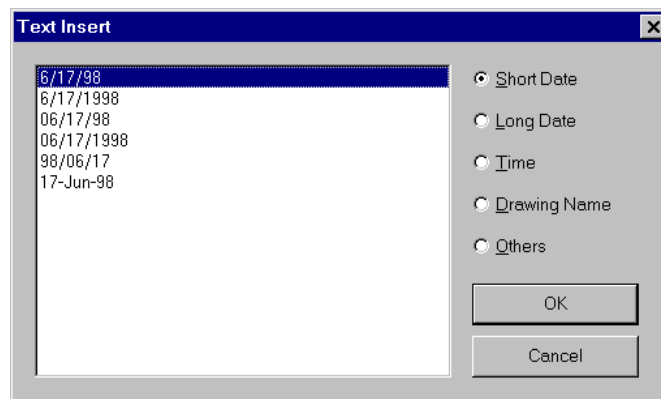 Text Insert
6/17/98
6/17/1998
06/17/98
06/17/1998
98/06/17
17-Jun-98
Short Date
Long Date
Time
Drawing Name
Others
OK
Cancel